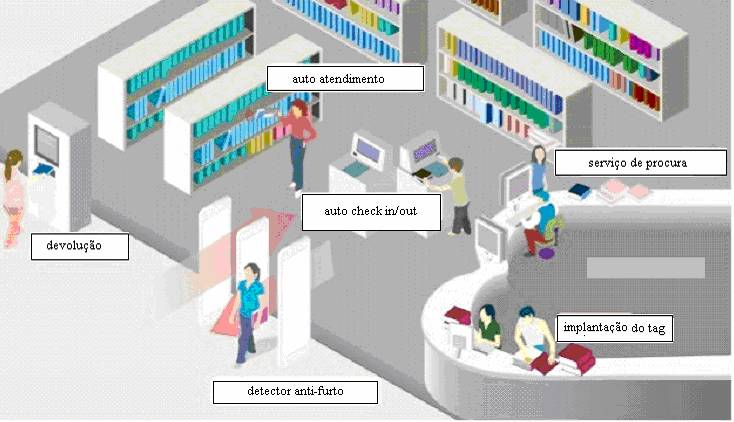 auto atendimento
serviço de procura
auto check in/out
devolução
implantação do tag
detector anti-furto